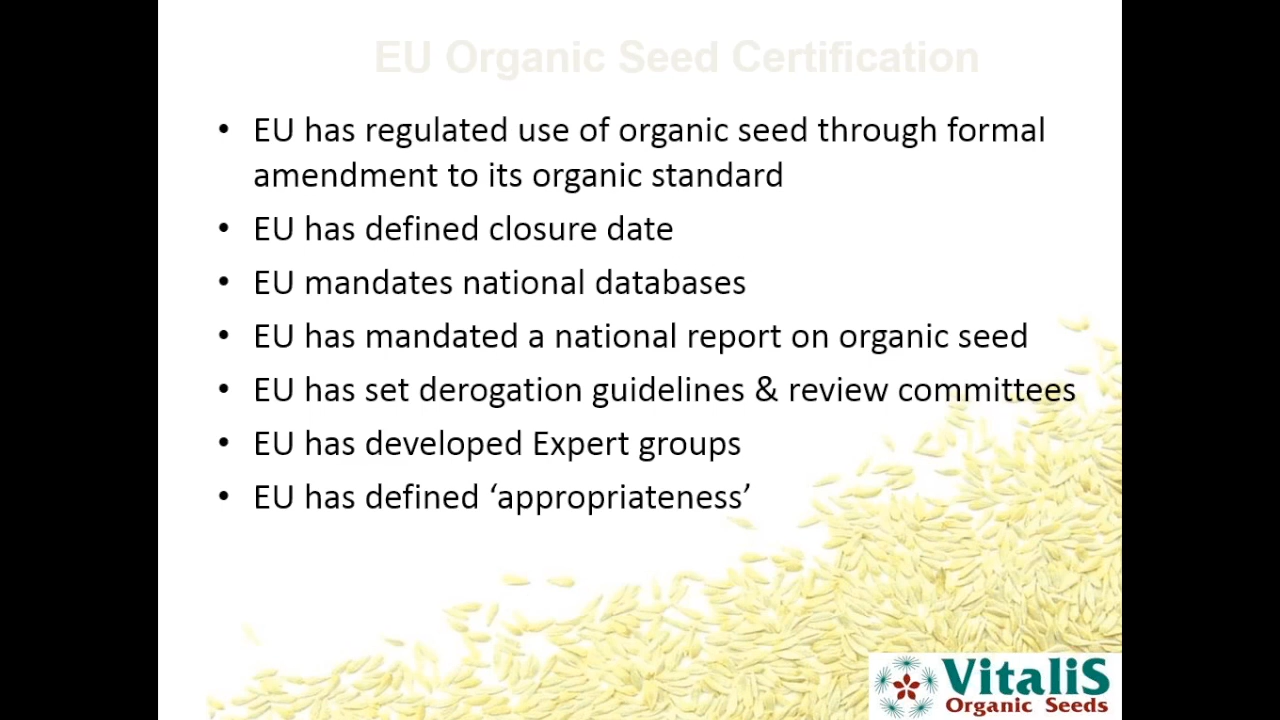 EU Organic Seed Certification
• EU has regulated use of organic seed through formal
amendment to its organic standard
• EU has defined closure date
• EU mandates national databases
• EU has mandated a national report on organic seed
• EU has set derogation guidelines & review committees
• EU has developed Expert groups
• EU has defined ‘appropriateness’
VitaliS
Organic Seeds